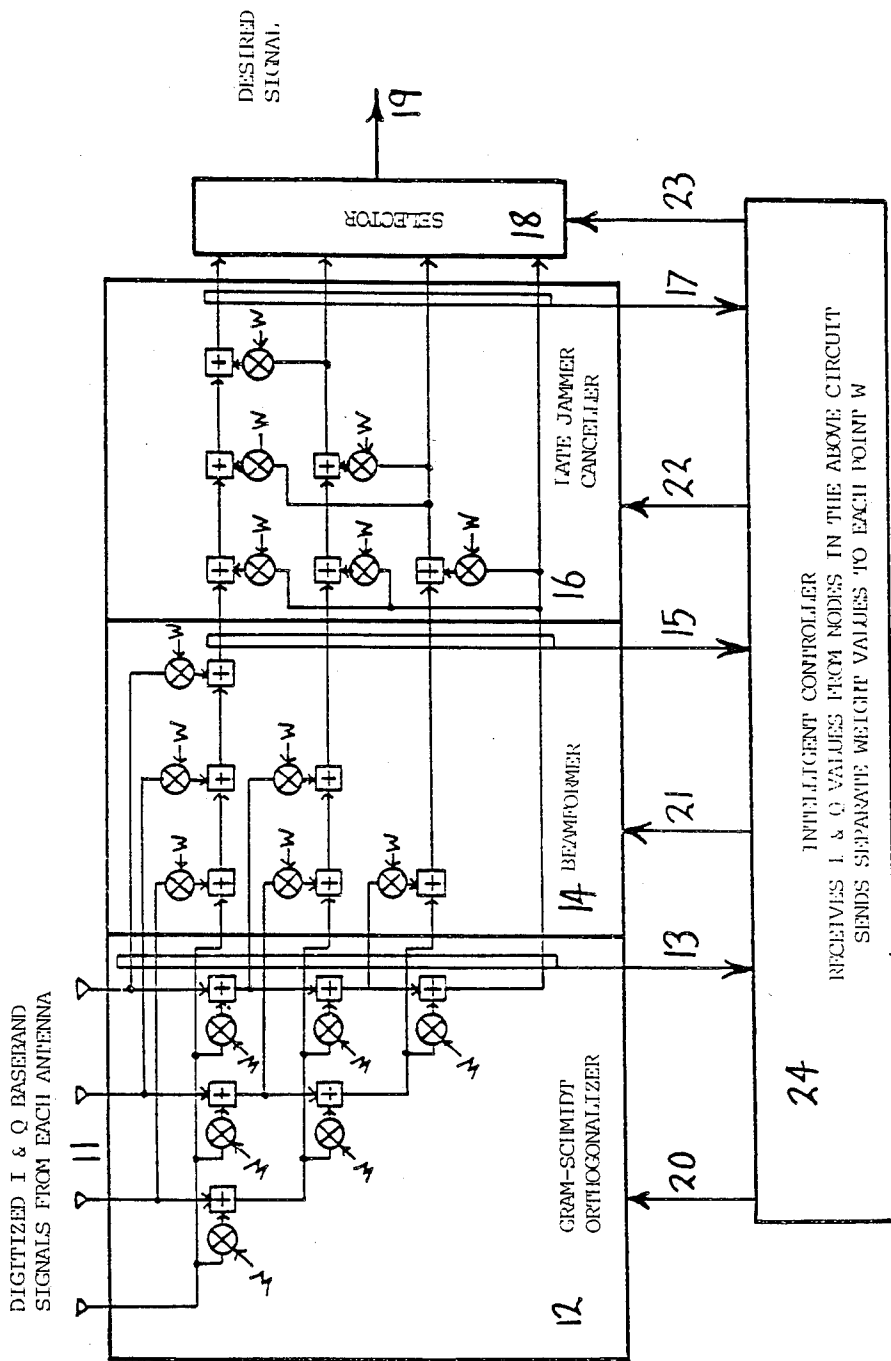 DIGITIZED I & Q BASEBAND
SIGNALS FROM EACH ANTENNA
11
W
W
W
W
W
W
12
GRAM-SCHMIDT
ORTHOGONALIZER
W
W
W
W
W
W
14 BEAMFORMER
W
W
W
W
W
W
16
LATE JAMMER
CANCELLER
SELECTOR
18
19
DESIRED
SIGNAL
20
13
21
15
22
17
23
24
INTELLIGENT CONTROLLER
RECEIVES I & Q VALUES FROM NODES IN THE ABOVE CIRCUIT
SENDS SEPARATE WEIGHT VALUES TO EACH POINT W